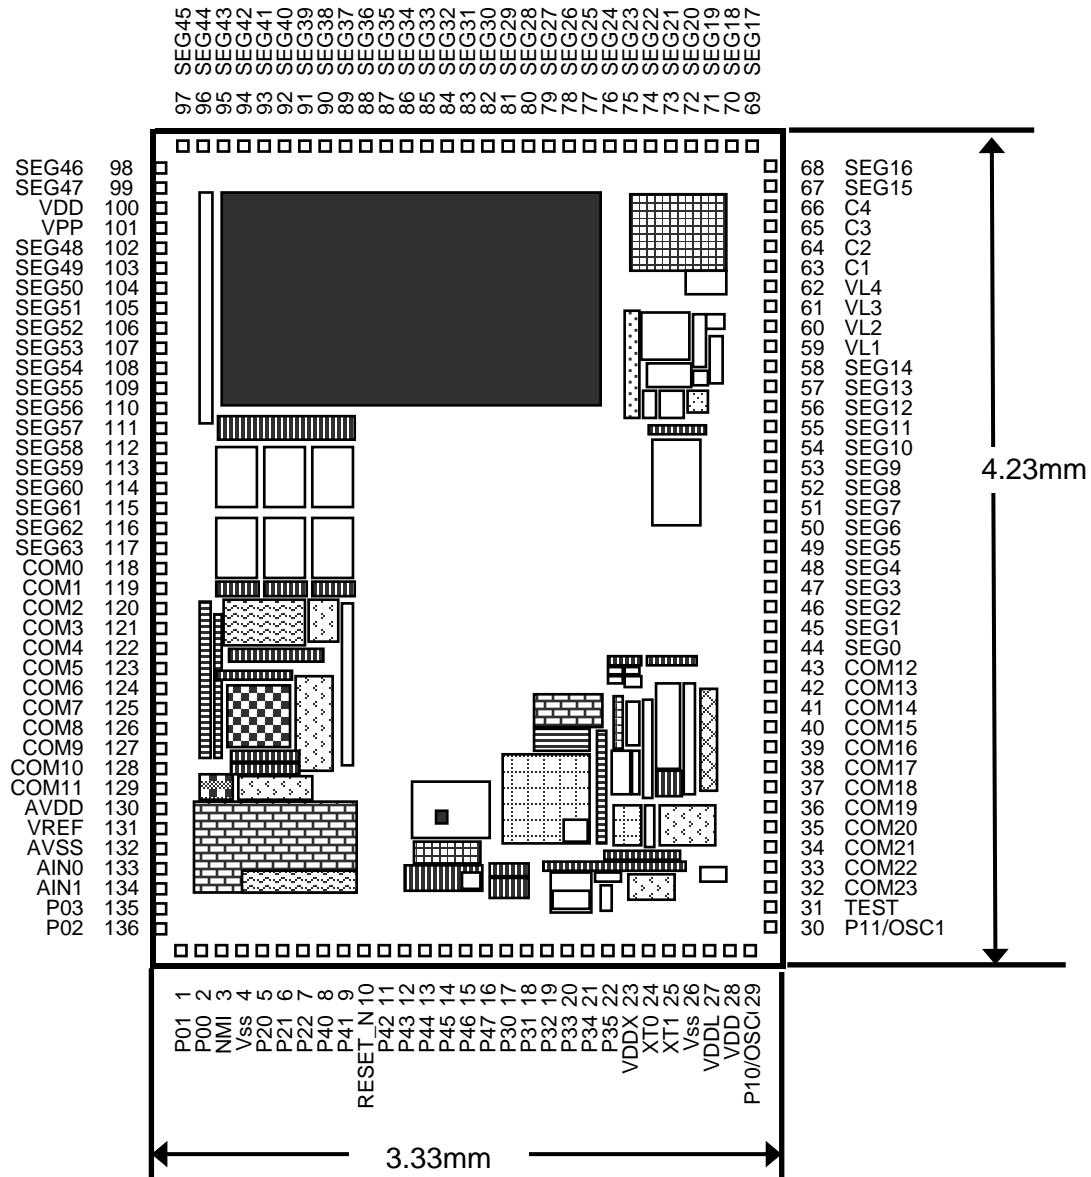 97 SEG45
96 SEG44
95 SEG43
94 SEG42
93 SEG41
92 SEG40
91 SEG39
90 SEG38
89 SEG37
88 SEG36
87 SEG35
86 SEG34
85 SEG33
84 SEG32
83 SEG31
82 SEG30
81 SEG29
80 SEG28
79 SEG27
78 SEG26
77 SEG25
76 SEG24
75 SEG23
74 SEG22
73 SEG21
72 SEG20
71 SEG19
70 SEG18
69 SEG17
SEG46 98
SEG47 99
VDD 100
VPP 101
SEG48 102
SEG49 103
SEG50 104
SEG51 105
SEG52 106
SEG53 107
SEG54 108
SEG55 109
SEG56 110
SEG57 111
SEG58 112
SEG59 113
SEG60 114
SEG61 115
SEG62 116
SEG63 117
COM0 118
COM1 119
COM2 120
COM3 121
COM4 122
COM5 123
COM6 124
COM7 125
COM8 126
COM9 127
COM10 128
COM11 129
AVDD 130
VREF 131
AVSS 132
AIN0 133
AIN1 134
P03 135
P02 136
68 SEG16
67 SEG15
66 C4
65 C3
64 C2
63 C1
62 VL4
61 VL3
60 VL2
59 VL1
58 SEG14
57 SEG13
56 SEG12
55 SEG11
54 SEG10
53 SEG9
52 SEG8
51 SEG7
50 SEG6
49 SEG5
48 SEG4
47 SEG3
46 SEG2
45 SEG1
44 SEG0
43 COM12
42 COM13
41 COM14
40 COM15
39 COM16
38 COM17
37 COM18
36 COM19
35 COM20
34 COM21
33 COM22
32 COM23
31 TEST
30 P11/OSC1
4.23mm
P01 1
P00 2
NMI 3
Vss 4
P20 5
P21 6
P22 7
P40 8
P41 9
RESET_N 10
P42 11
P43 12
P44 13
P45 14
P46 15
P47 16
P30 17
P31 18
P32 19
P33 20
P34 21
P35 22
VDDX 23
XT0 24
XT1 25
Vss 26
VDDL 27
VDD 28
P10/OSC 29
3.33mm